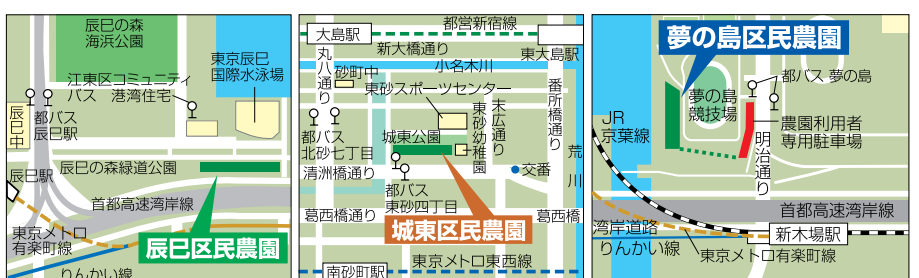 辰巳の森
海浜公園
東京辰巳
国際水泳場
江東区コミュニティ
バス 港湾住宅
辰巳中
都バス
辰巳駅
辰巳の森緑道公園
辰巳駅
首都高速湾岸線
東京メトロ
有楽町線
辰巳区民農園
りんかい線
都営新宿線
大島駅
新大橋通り
東大島駅
丸八通り
砂町中
小名木川
東砂スポーツセンター
番所橋通り
末広通り
東砂幼稚園
都バス
北砂七丁目
城東公園
荒川
清洲橋通り
交番
都バス
東砂四丁目
葛西橋通り
葛西橋
城東区民農園
東京メトロ東西線
南砂町駅
夢の島区民農園
都バス 夢の島
夢の島
競技場
JR
京葉線
農園利用者
専用駐車場
明治通り
首都高速湾岸線
湾岸道路
りんかい線
新木場駅
東京メトロ有楽町線